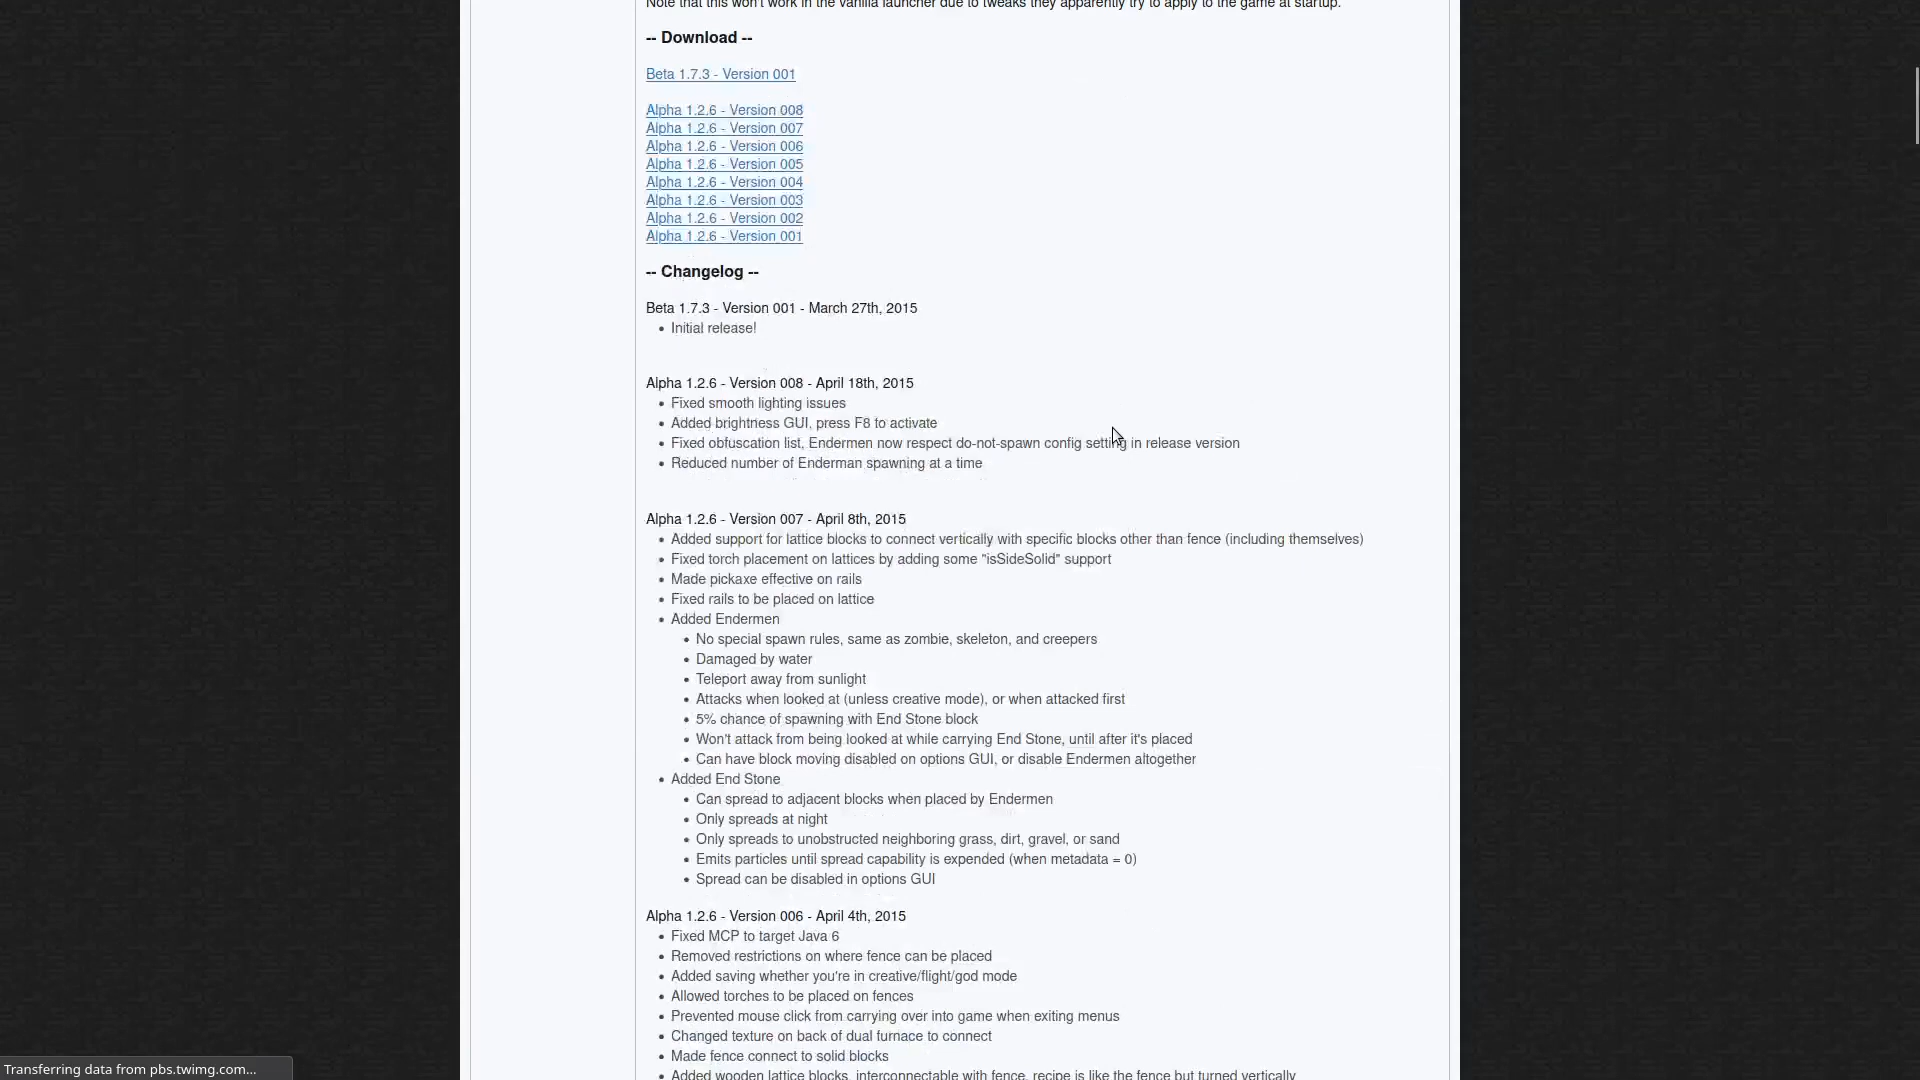 Note that this won't work in the vanilla launcher due to tweaks they apparently try to apply to the game at startup.
-- Download --
Beta 1.7.3 - Version 001
Alpha 1.2.6 - Version 008
Alpha 1.2.6 - Version 007
Alpha 1.2.6 - Version 006
Alpha 1.2.6 - Version 005
Alpha 1.2.6 - Version 004
Alpha 1.2.6 - Version 003
Alpha 1.2.6 - Version 002
Alpha 1.2.6 - Version 001
-- Changelog --
Beta 1.7.3 - Version 001 - March 27th, 2015
• Initial release!
Alpha 1.2.6 - Version 008 - April 18th, 2015
• Fixed smooth lighting issues
• Added brightness GUI, press F8 to activate
• Fixed obfuscation list, Endermen now respect do-not-spawn config setting in release version
• Reduced number of Enderman spawning at a time
Alpha 1.2.6 - Version 007 - April 8th, 2015
• Added support for lattice blocks to connect vertically with specific blocks other than fence (including themselves)
• Fixed torch placement on lattices by adding some "isSideSolid" support
• Made pickaxe effective on rails
• Fixed rails to be placed on lattice
• Added Endermen
• No special spawn rules, same as zombie, skeleton, and creepers
• Damaged by water
• Teleport away from sunlight
• Attacks when looked at (unless creative mode), or when attacked first
• 5% chance of spawning with End Stone block
• Won't attack from being looked at while carrying End Stone, until after it's placed
• Can have block moving disabled on options GUI, or disable Endermen altogether
• Added End Stone
• Can spread to adjacent blocks when placed by Endermen
• Only spreads at night
• Only spreads to unobstructed neighboring grass, dirt, gravel, or sand
• Emits particles until spread capability is expended (when metadata = 0)
• Spread can be disabled in options GUI
Alpha 1.2.6 - Version 006 - April 4th, 2015
• Fixed MCP to target Java 6
• Removed restrictions on where fence can be placed
• Added saving whether you're in creative/flight/god mode
• Allowed torches to be placed on fences
• Prevented mouse click from carrying over into game when exiting menus
• Changed texture on back of dual furnace to connect
• Made fence connect to solid blocks
• Added wooden lattice blocks, interconnectable with fence, recipe is like the fence but turned vertically
Transferring data from pbs.twimg.com...